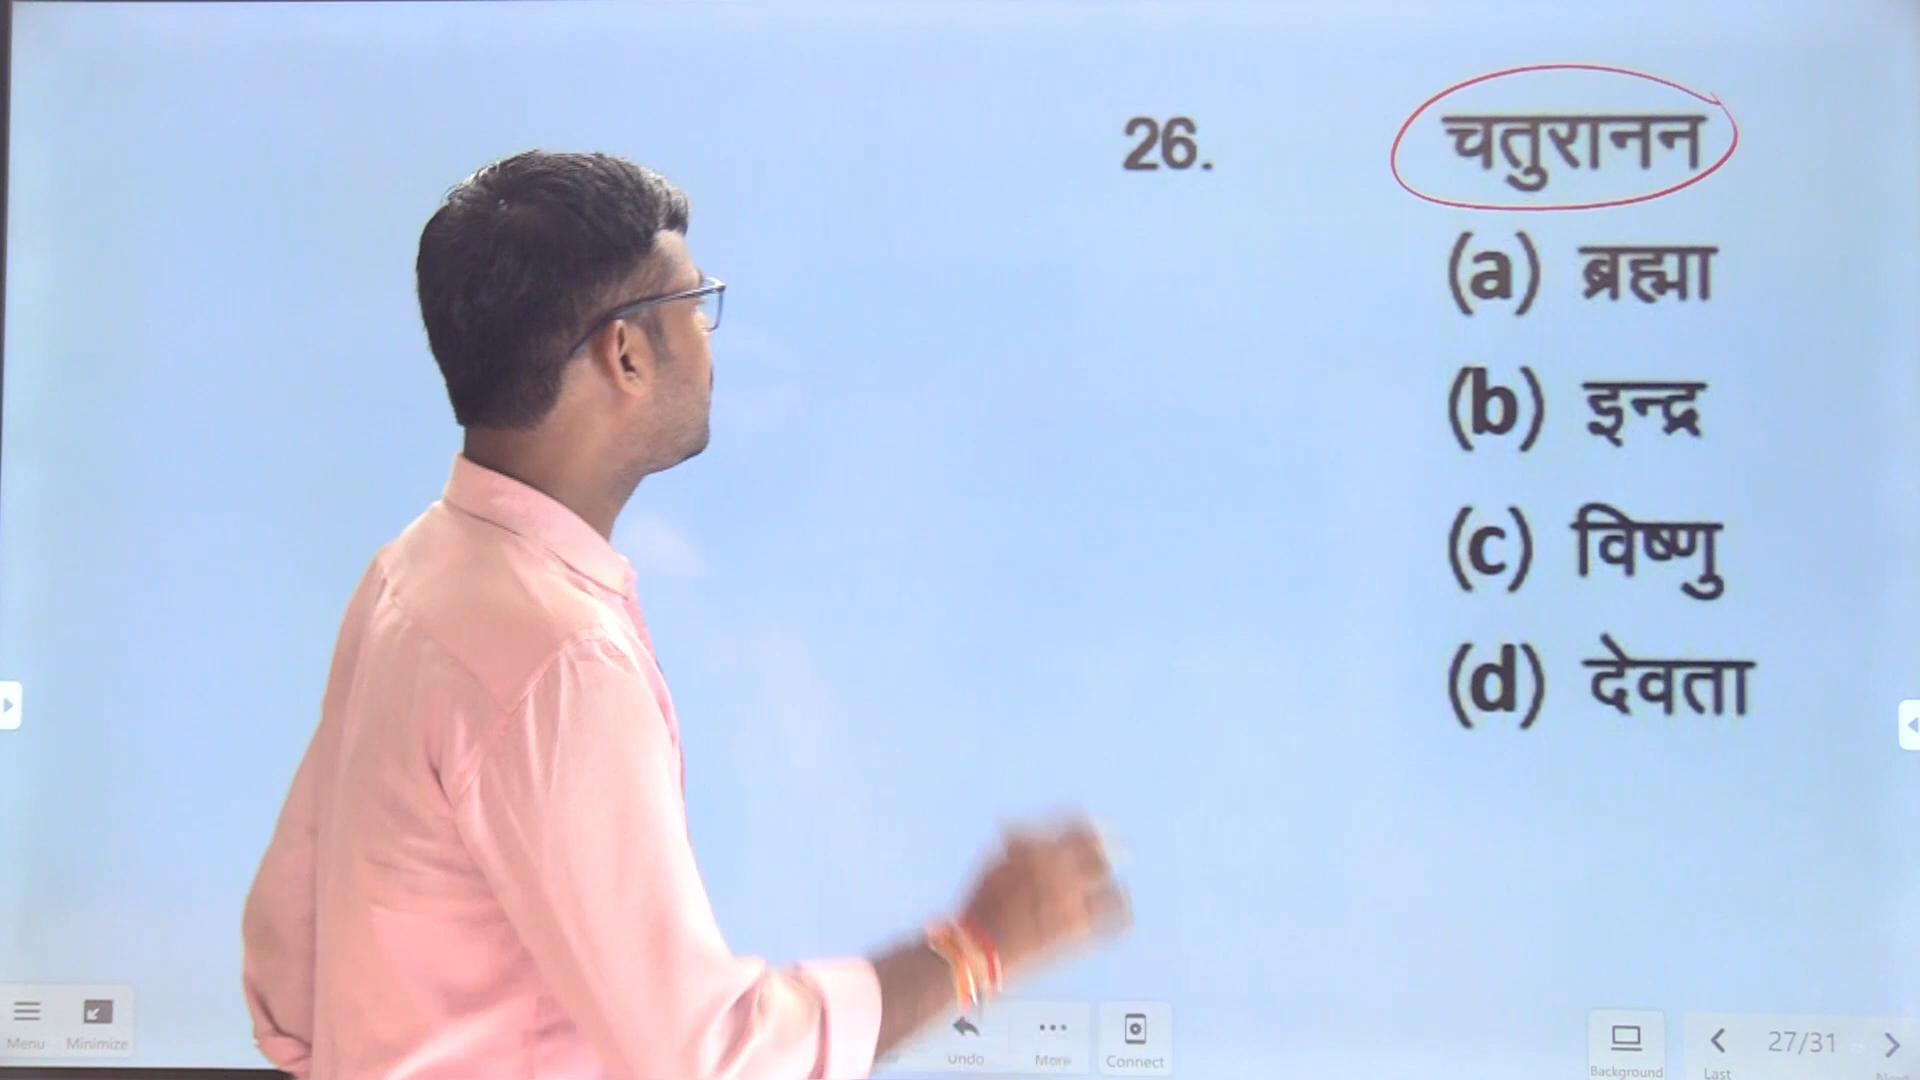 26. चतुरानन
(a) ब्रह्मा
(b) इन्द्र
(c) विष्णु
(d) देवता
Menu Minimize Undo More Connect Background Last 27/31